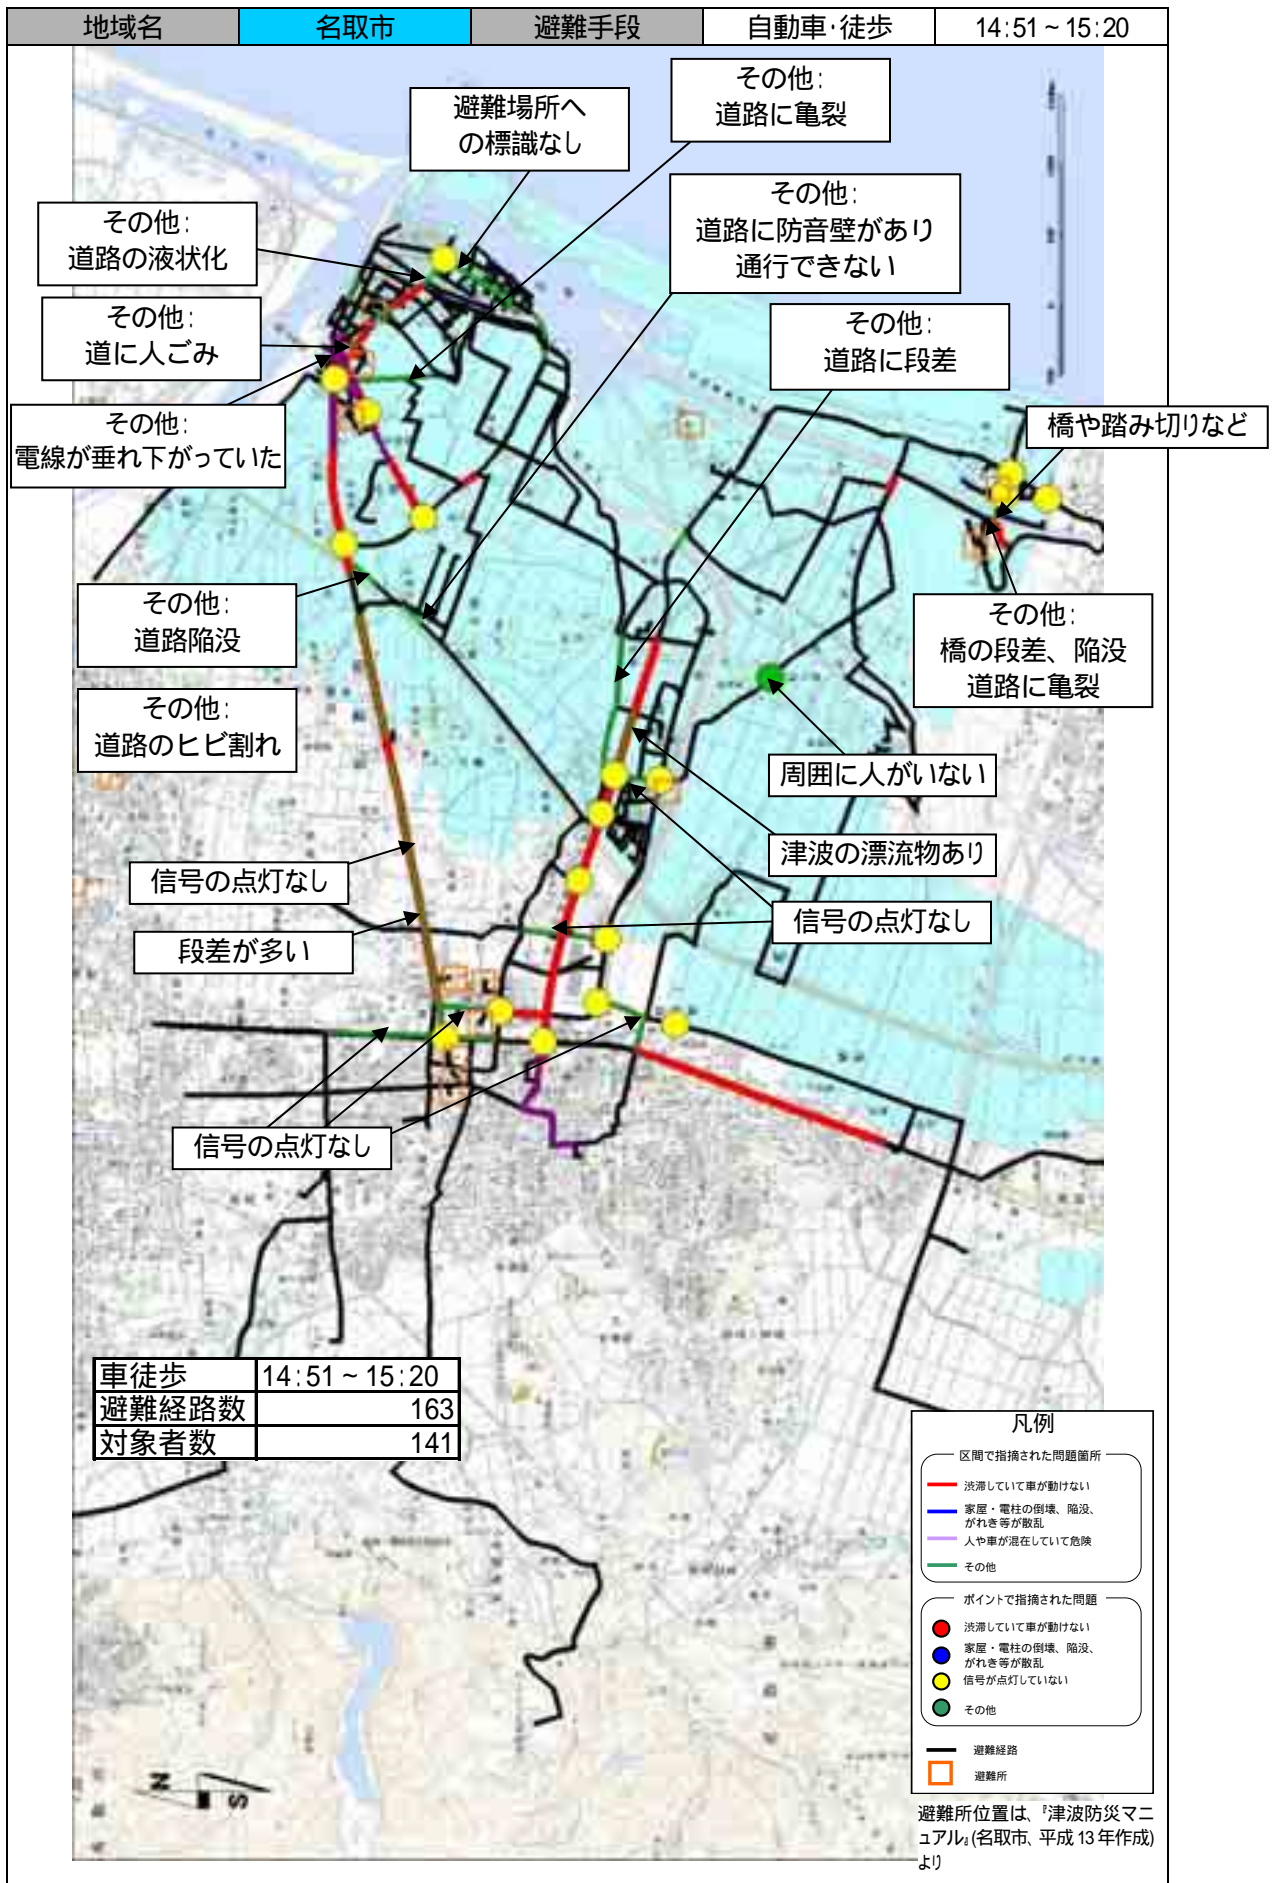 地域名 名取市 避難手段 自動車・徒歩 14:51～15:20
その他：
道路に亀裂
避難場所へ
の標識なし
その他：
道路に防音壁があり
通行できない
その他：
道路の液状化
その他：
道に人ごみ
その他：
道路に段差
その他：
電線が垂れ下がっていた
橋や踏み切りなど
その他：
道路陥没
その他：
橋の段差、陥没
道路に亀裂
その他：
道路のヒビ割れ
周囲に人がいない
津波の漂流物あり
信号の点灯なし
信号の点灯なし
段差が多い
信号の点灯なし
車徒歩 14:51～15:20
避難経路数 163
対象者数 141
凡例
区間で指摘された問題箇所
渋滞していて車が動けない
家屋・電柱の倒壊、陥没、
がれき等が散乱
人や車が混在していて危険
その他
ポイントで指摘された問題
渋滞していて車が動けない
家屋・電柱の倒壊、陥没、
がれき等が散乱
信号が点灯していない
その他
避難経路
避難所
N
S
避難所位置は、『津波防災マニ
ュアル』(名取市、平成13年作成)
より